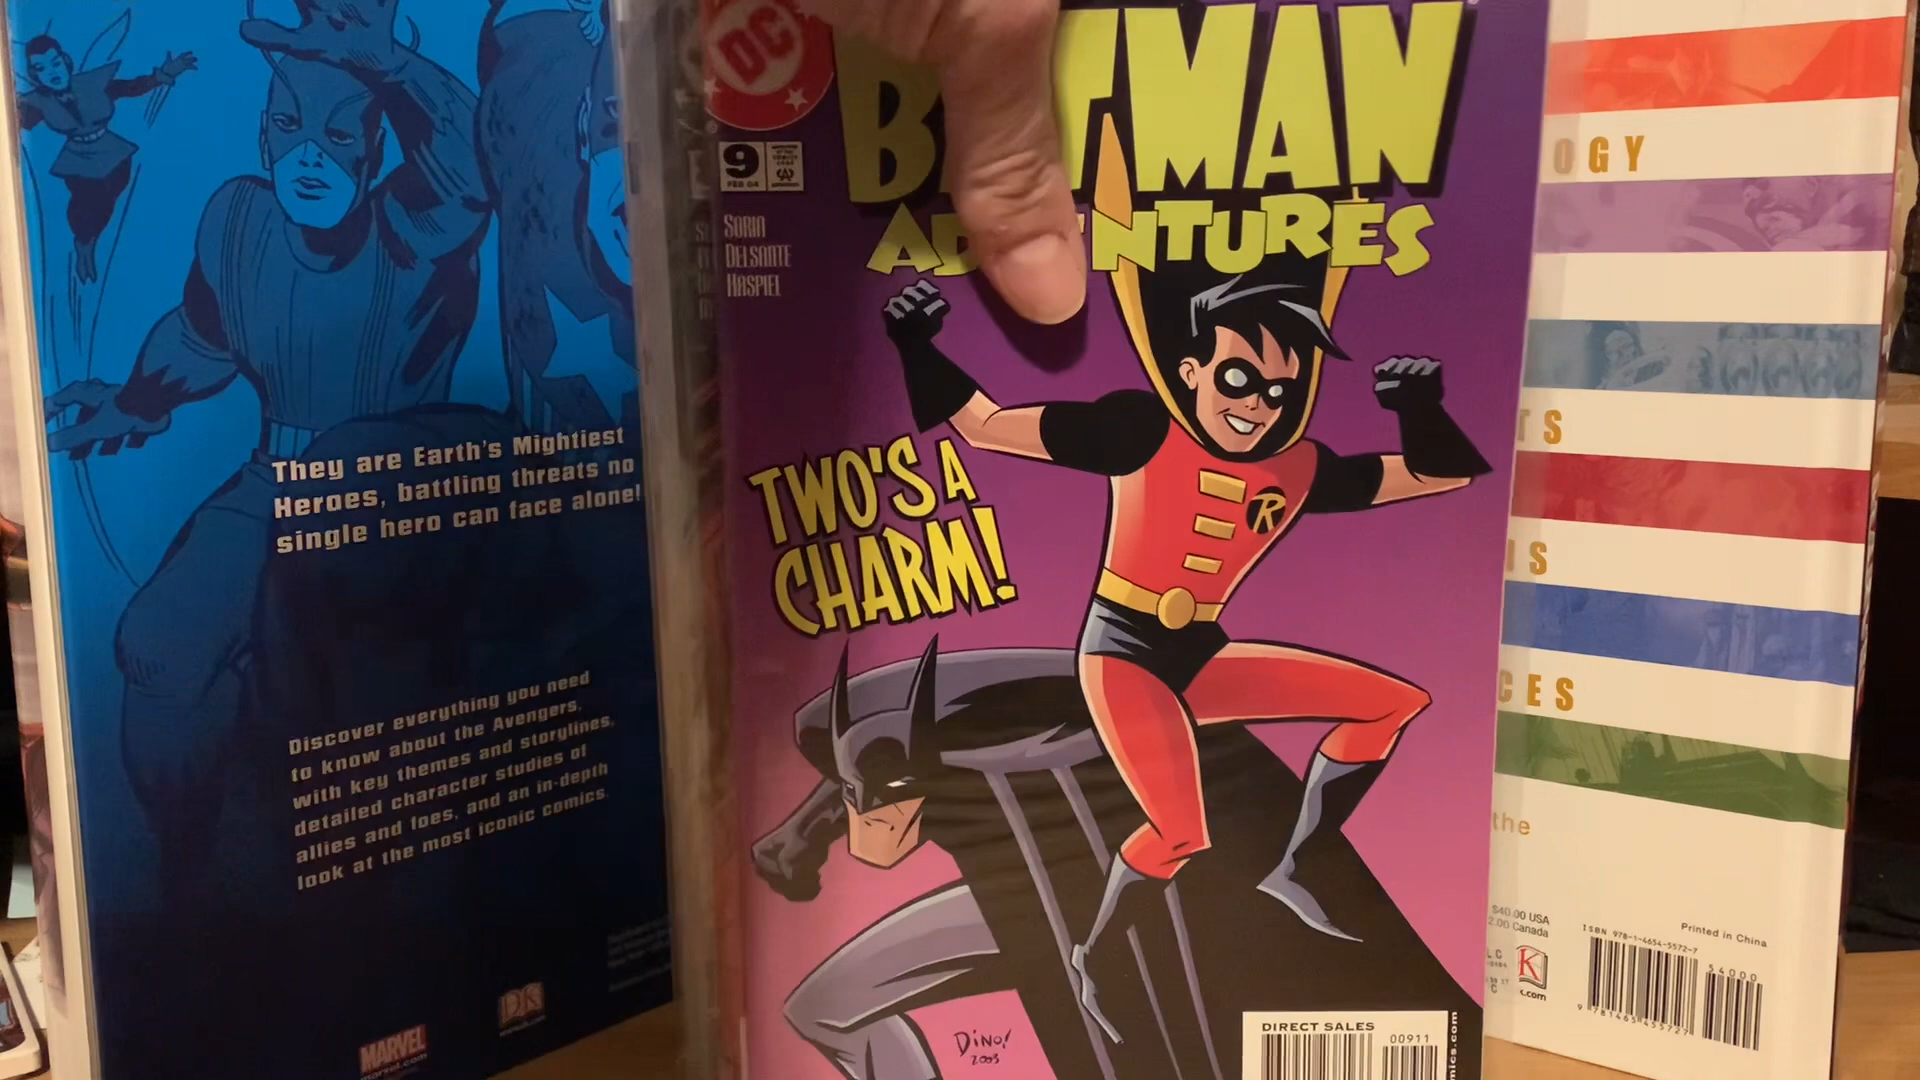 They are Earth's Mightiest
Heroes, battling threats no
single hero can face alone!
Discover everything you need
to know about the Avengers,
with key themes and storylines,
detailed character studies of
allies and foes, and an in-depth
look at the most iconic comics.
MARVEL
marvel.com
DK
DC
9
FEB 04
SORIN
DELSANTE
HASPIEL
B TMAN
AD NTURES
TWO'S A
CHARM!
R
DINO!
2003
DIRECT SALES
00911
OGY
TS
IS
CES
the
$40.00 USA
Canada
Printed in China
ISBN 978-1-4654-5572-7
54000
9 781465 455727